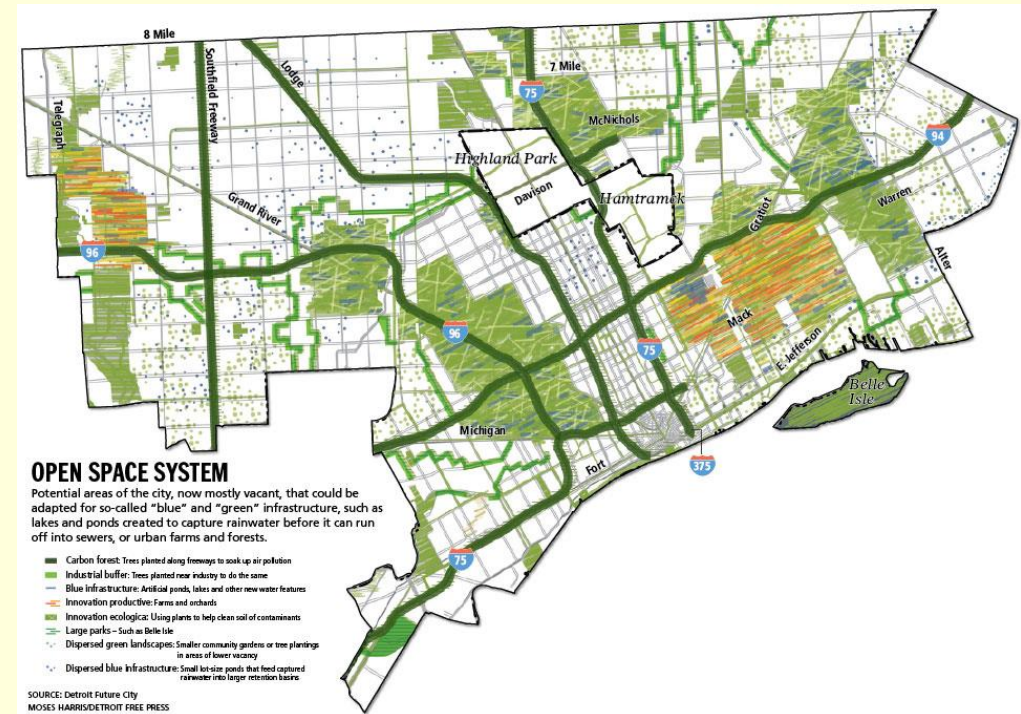 8 Mile
Telegraph
Southfield Freeway
Lodge
75
7 Mile
McNichols
Highland Park
Davison
Hamtramck
94
Grand River
Gratiot
Warren
96
96
75
Mack
Alter
E. Jefferson
Belle
Isle
Michigan
Fort
375
75
OPEN SPACE SYSTEM
Potential areas of the city, now mostly vacant, that could be
adapted for so-called "blue" and "green" infrastructure, such as
lakes and ponds created to capture rainwater before it can run
off into sewers, or urban farms and forests.
Carbon forest: Trees planted along freeways to soak up air pollution
Industrial buffer: Trees planted near industry to do the same
Blue infrastructure: Artificial ponds, lakes and other new water features
Innovation productive: Farms and orchards
Innovation ecologica: Using plants to help clean soil of contaminants
Large parks – Such as Belle Isle
Dispersed green landscapes: Smaller community gardens or tree plantings
in areas of lower vacancy
Dispersed blue infrastructure: Small lot-size ponds that feed captured
rainwater into larger retention basins
SOURCE: Detroit Future City
MOSES HARRIS/DETROIT FREE PRESS